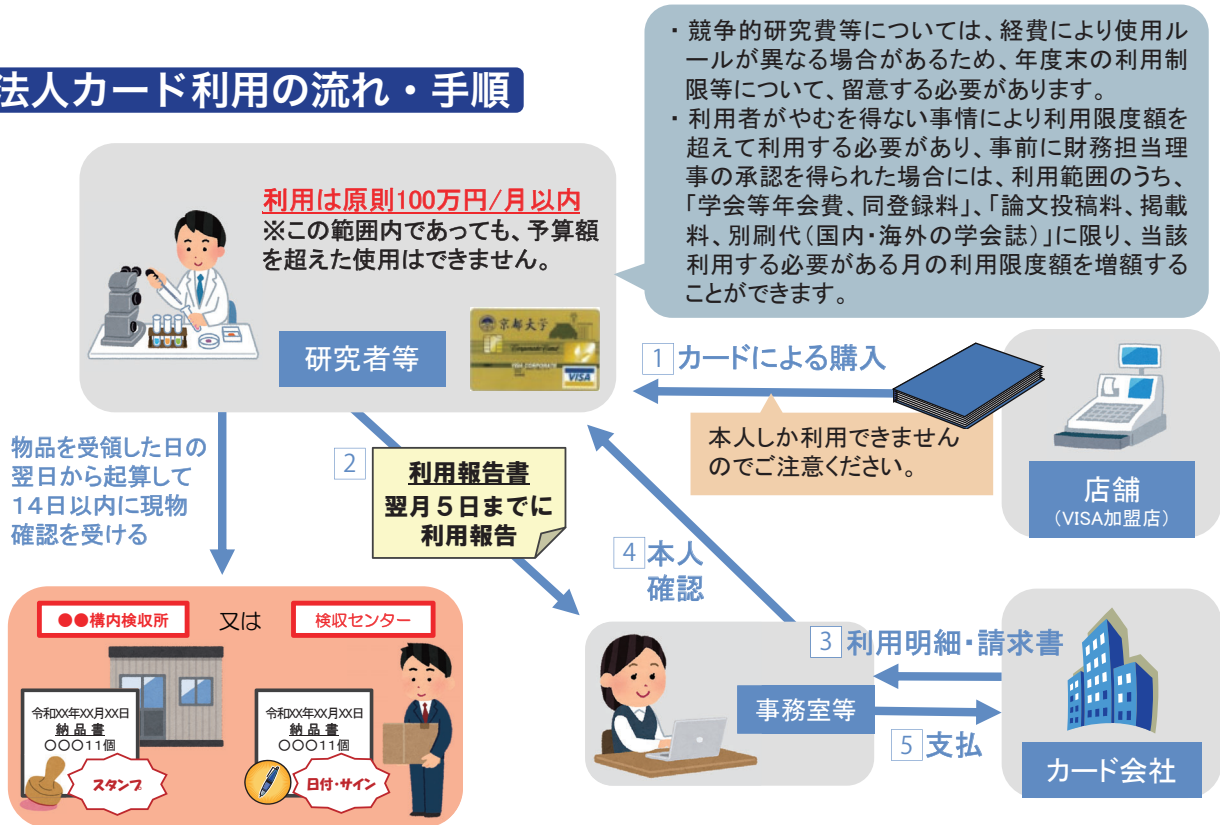 法人カード利用の流れ・手順
・競争的研究費等については、経費により使用ル
ールが異なる場合があるため、年度末の利用制
限等について、留意する必要があります。
・利用者がやむを得ない事情により利用限度額を
超えて利用する必要があり、事前に財務担当理
事の承認を得られた場合には、利用範囲のうち、
「学会等年会費、同登録料」、「論文投稿料、掲載
料、別刷代(国内・海外の学会誌)」に限り、当該
利用する必要がある月の利用限度額を増額する
ことができます。
利用は原則100万円/月以内
※この範囲内であっても、予算額
を超えた使用はできません。
京都大学
Corporate Card
VISA CORPORATE
VISA
研究者等
1 カードによる購入
本人しか利用できません
のでご注意ください。
店舗
(VISA加盟店)
物品を受領した日の
翌日から起算して
14日以内に現物
確認を受ける
2
利用報告書
翌月5日までに
利用報告
4 本人
確認
●●構内検収所
又は
検収センター
令和XX年XX月XX日
納品書
〇〇〇11個
スタンプ
令和XX年XX月XX日
納品書
〇〇〇11個
日付・サイン
3 利用明細・請求書
事務室等
5 支払
カード会社